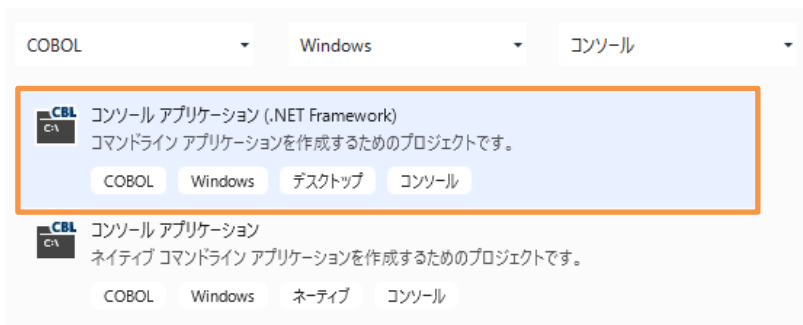 COBOL Windows コンソール
CBL
C:\
コンソール アプリケーション (.NET Framework)
コマンドライン アプリケーションを作成するためのプロジェクトです。
COBOL Windows デスクトップ コンソール
CBL
C:\
コンソール アプリケーション
ネイティブ コマンドライン アプリケーションを作成するためのプロジェクトです。
COBOL Windows ネーティブ コンソール